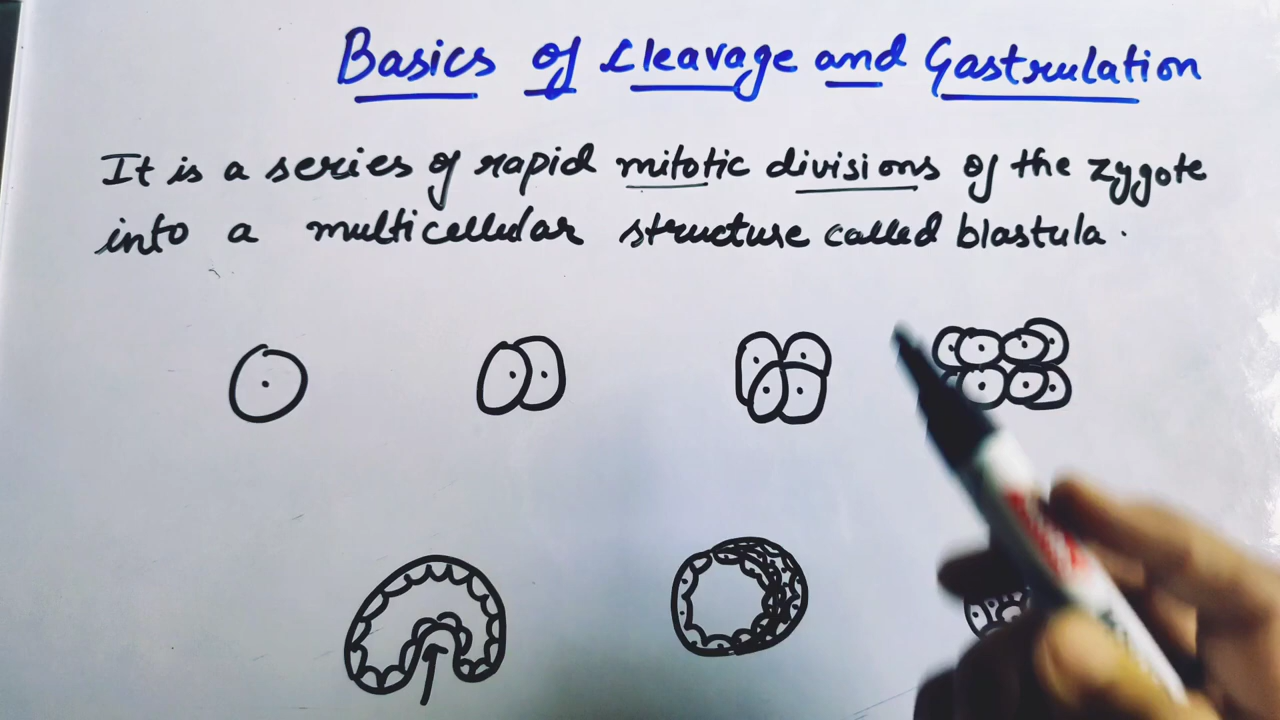 Basics of Cleavage and Gastrulation
It is a series of rapid mitotic divisions of the zygote
into a multicellular structure called blastula.